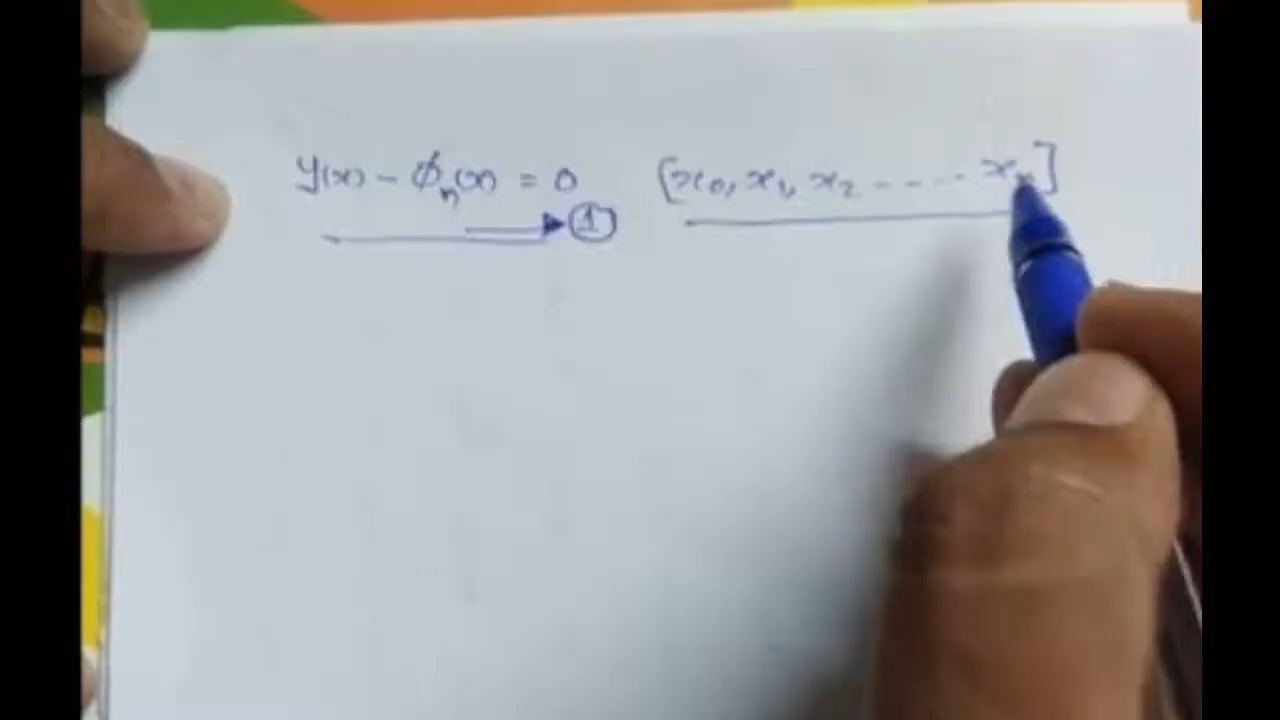 y(x) - ϕₙ(x) = 0 [x₀, x₁, x₂ - - - - - xₙ]
→ ①